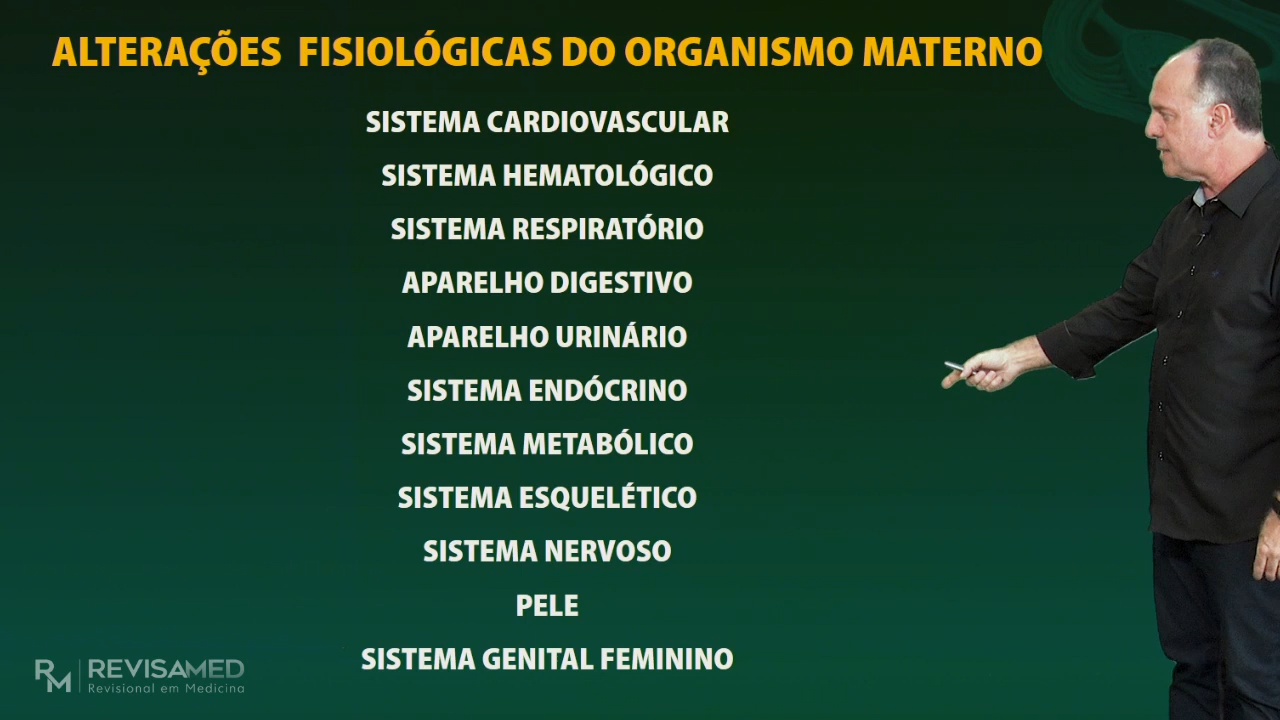 ALTERAÇÕES FISIOLÓGICAS DO ORGANISMO MATERNO
SISTEMA CARDIOVASCULAR
SISTEMA HEMATOLÓGICO
SISTEMA RESPIRATÓRIO
APARELHO DIGESTIVO
APARELHO URINÁRIO
SISTEMA ENDÓCRINO
SISTEMA METABÓLICO
SISTEMA ESQUELÉTICO
SISTEMA NERVOSO
PELE
SISTEMA GENITAL FEMININO
RM REVISAMED
Revisional em Medicina